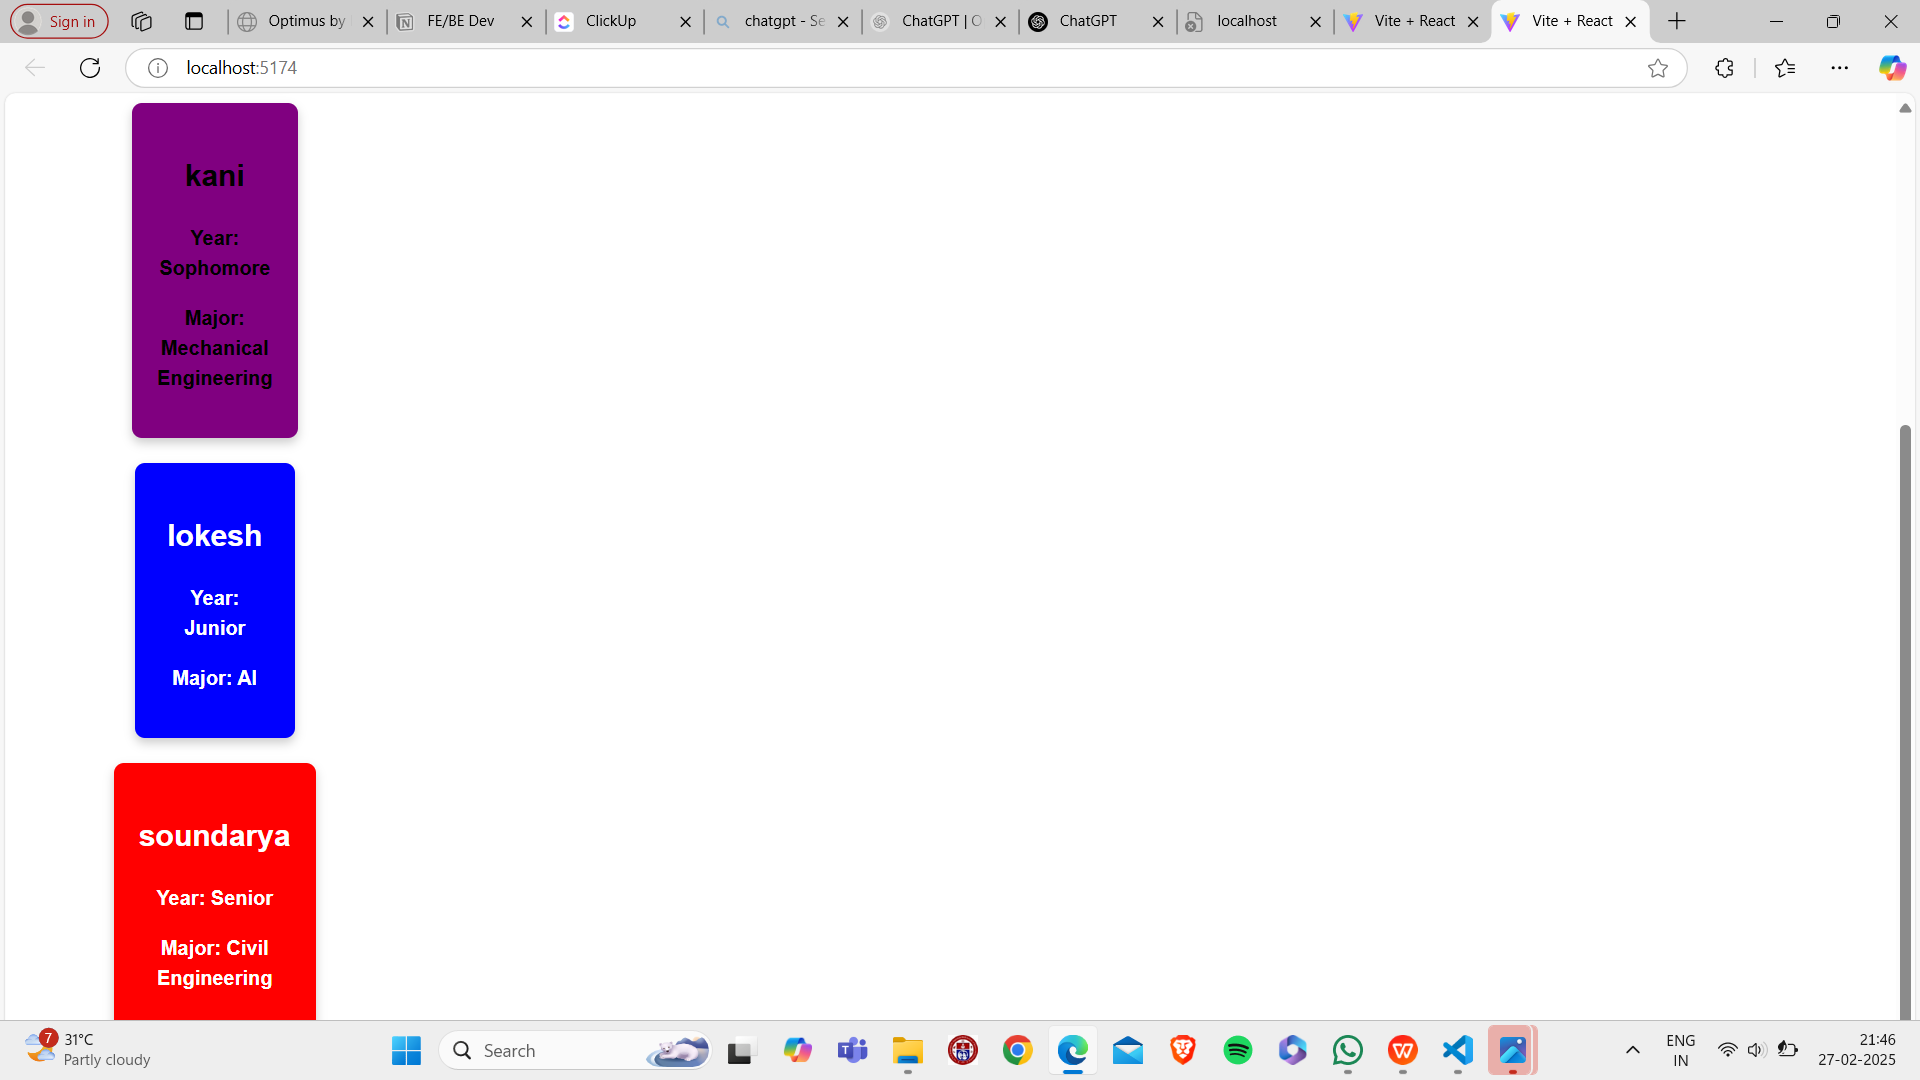 Sign in
Optimus by
FE/BE Dev
ClickUp
chatgpt - Se
ChatGPT | O
ChatGPT
localhost
Vite + React
Vite + React
localhost:5174
kani
Year:
Sophomore
Major:
Mechanical
Engineering
lokesh
Year:
Junior
Major: AI
soundarya
Year: Senior
Major: Civil
Engineering
7
31°C
Partly cloudy
Search
ENG
IN
21:46
27-02-2025